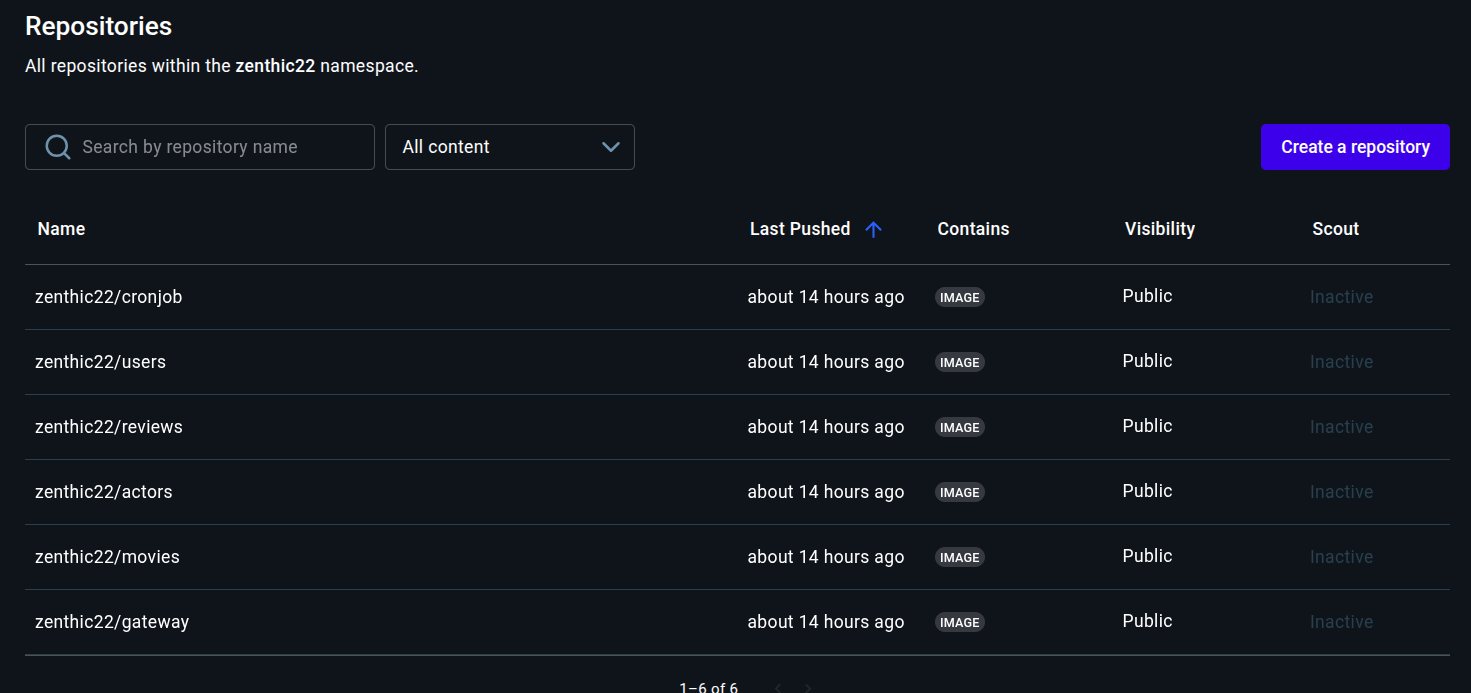 Repositories
All repositories within the zenthic22 namespace.
Search by repository name All content Create a repository
Name Last Pushed Contains Visibility Scout
zenthic22/cronjob about 14 hours ago IMAGE Public Inactive
zenthic22/users about 14 hours ago IMAGE Public Inactive
zenthic22/reviews about 14 hours ago IMAGE Public Inactive
zenthic22/actors about 14 hours ago IMAGE Public Inactive
zenthic22/movies about 14 hours ago IMAGE Public Inactive
zenthic22/gateway about 14 hours ago IMAGE Public Inactive
1–6 of 6